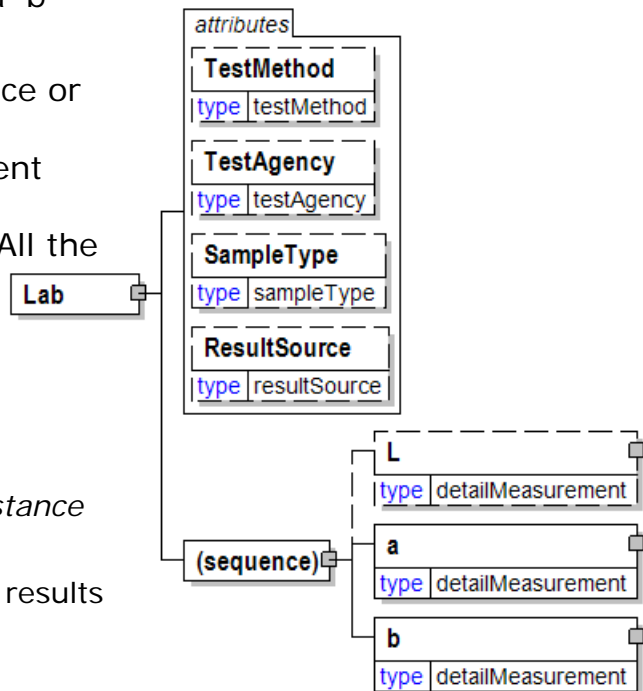 b
attributes
TestMethod
type testMethod
TestAgency
type testAgency
SampleType
type sampleType
ResultSource
type resultSource
ce or
ent
All the
Lab
stance
results
(sequence)
L
type detailMeasurement
a
type detailMeasurement
b
type detailMeasurement